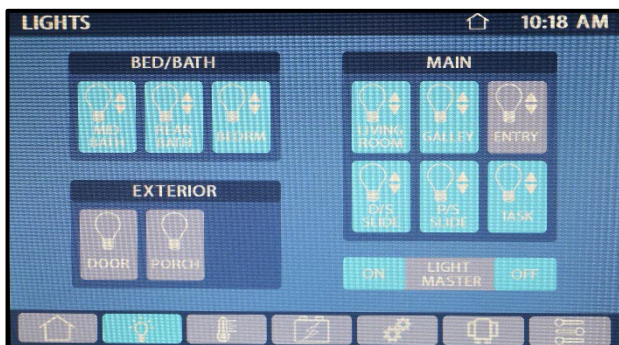 LIGHTS
10:18 AM
BED/BATH
MID
BATH
REAR
BATH
BEDRM
MAIN
LIVING
ROOM
GALLEY
ENTRY
D/S
SLIDE
P/S
SLIDE
TASK
EXTERIOR
DOOR
PORCH
ON
LIGHT
MASTER
OFF